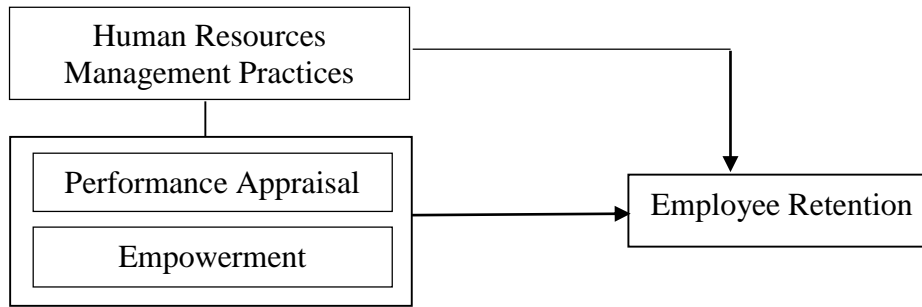 Human Resources
Management Practices
Performance Appraisal
Employee Retention
Empowerment